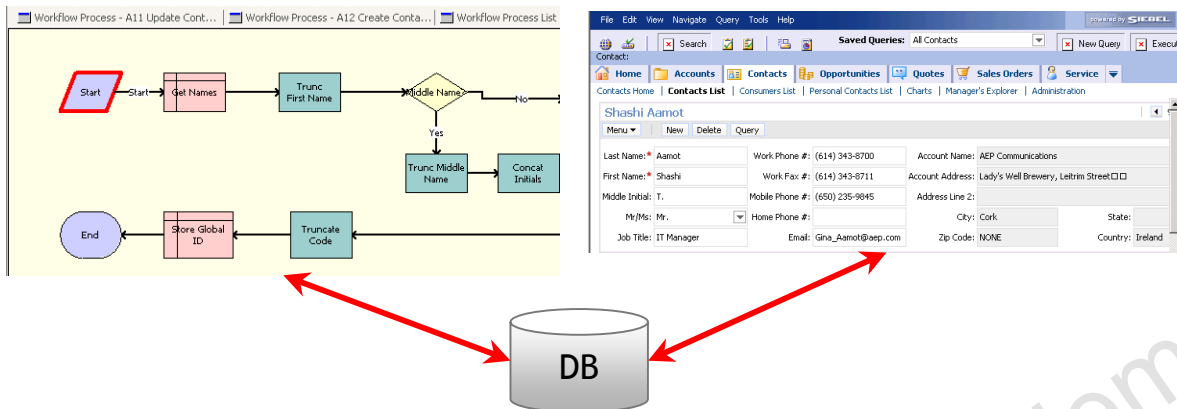 Workflow Process - A11 Update Cont... | Workflow Process - A12 Create Conta... | Workflow Process List
Start
Start
Get Names
Trunc First Name
Middle Name
No
Yes
Trunc Middle Name
Concat Initials
End
Store Global ID
Truncate Code
File Edit View Navigate Query Tools Help
powered by SIEBEL
Search
Saved Queries: All Contacts
New Query
Contact:
Home Accounts Contacts Opportunities Quotes Sales Orders Service
Contacts Home | Contacts List | Consumers List | Personal Contacts List | Charts | Manager's Explorer | Administration
Shashi Aamot
Menu New Delete Query
Last Name:* Aamot Work Phone #: (614) 343-8700 Account Name: AEP Communications
First Name:* Shashi Work Fax #: (614) 343-8711 Account Address: Lady's Well Brewery, Leitrim Street
Middle Initial: T. Mobile Phone #: (650) 235-9845 Address Line 2:
Mr/Ms: Mr. Home Phone #: City: Cork State:
Job Title: IT Manager Email: Gina_Aamot@aep.com Zip Code: NONE Country: Ireland
DB